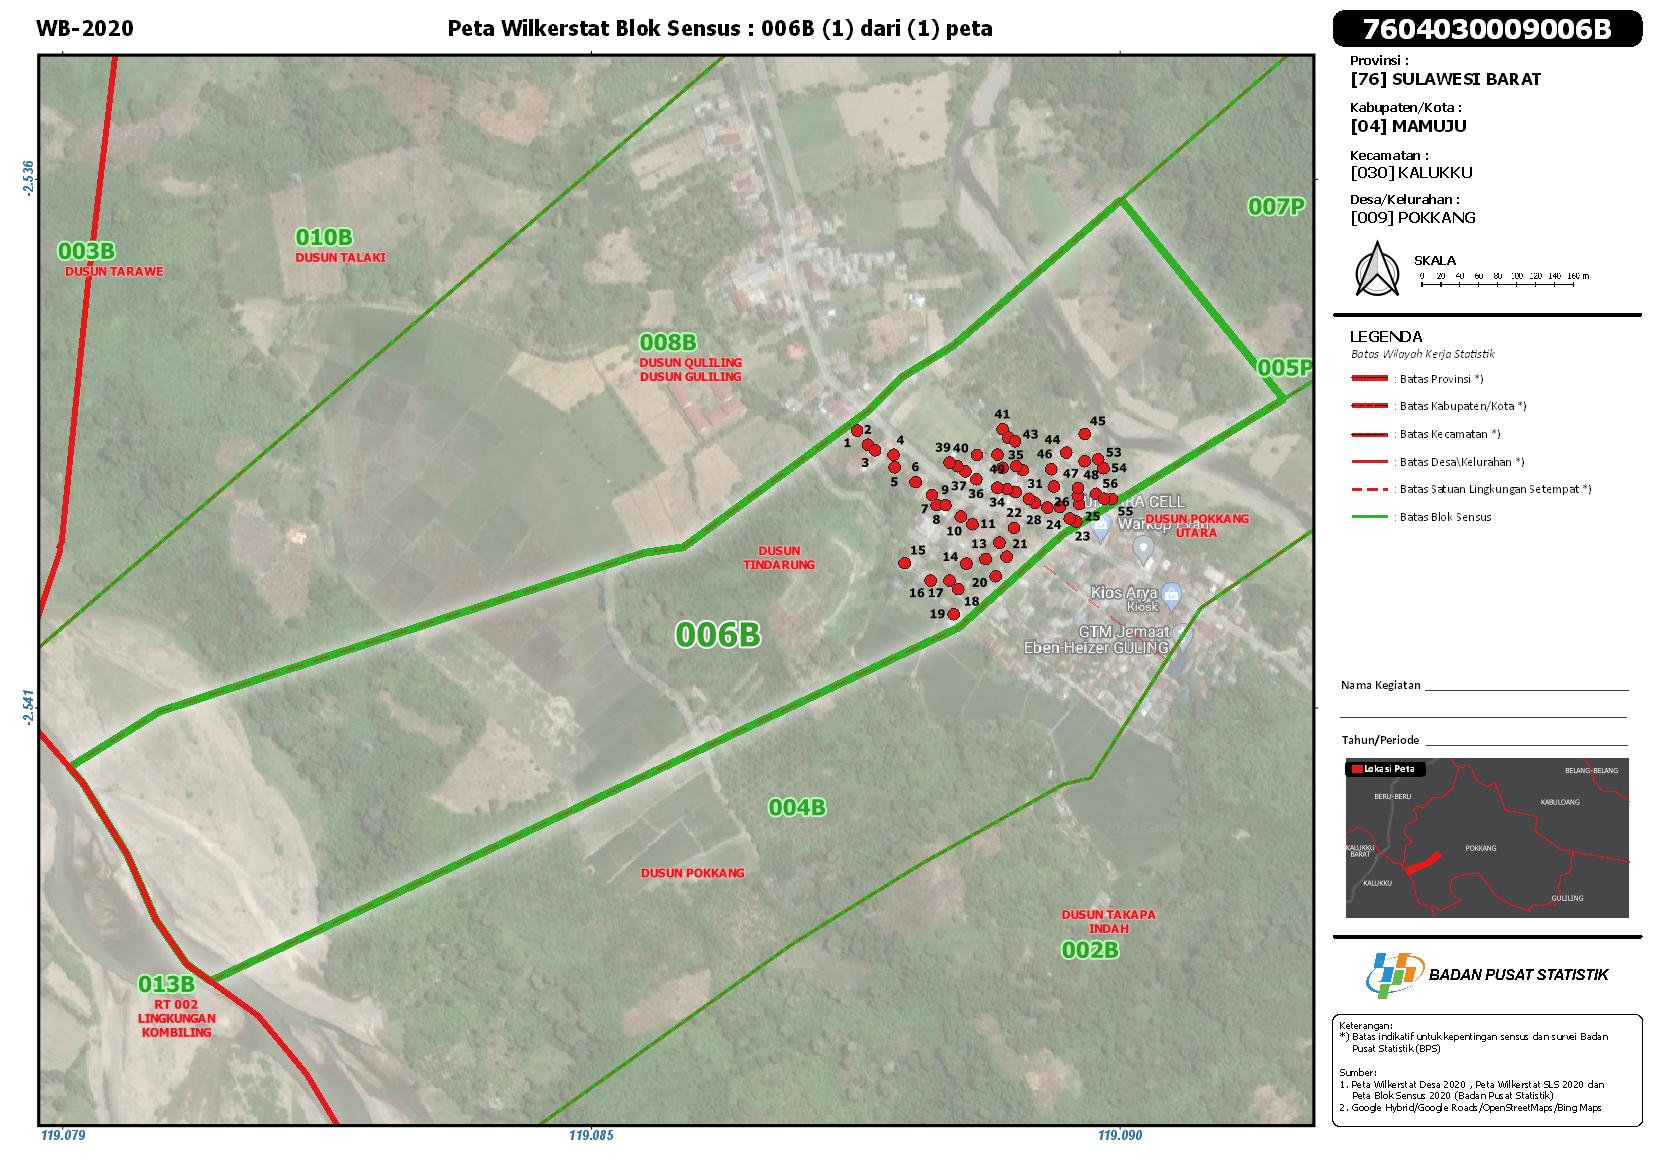 WB-2020
Peta Wilkerstat Blok Sensus : 006B (1) dari (1) peta
7604030009006B
Provinsi :
[76] SULAWESI BARAT
Kabupaten/Kota :
[04] MAMUJU
Kecamatan :
[030] KALUKKU
Desa/Kelurahan :
[009] POKKANG
SKALA
0 20 40 60 80 100 120 140 160 m
LEGENDA
Batas Wilayah Kerja Statistik
: Batas Provinsi *)
: Batas Kabupaten/Kota *)
: Batas Kecamatan *)
: Batas Desa\Kelurahan *)
: Batas Satuan Lingkungan Setempat *)
: Batas Blok Sensus
Nama Kegiatan
Tahun/Periode
Lokasi Peta
BELANG-BELANG
BERU-BERU
KABULOANG
KALUKKU
BARAT
POKKANG
KALUKKU
GULILING
BADAN PUSAT STATISTIK
Keterangan:
*) Batas indikatif untuk kepentingan sensus dan survei Badan
Pusat Statistik (BPS)
Sumber:
1. Peta Wilkerstat Desa 2020 , Peta Wilkerstat SLS 2020 dan
Peta Blok Sensus 2020 (Badan Pusat Statistik)
2. Google Hybrid/Google Roads/OpenStreetMaps/Bing Maps
-2.536
-2.541
119.079
119.085
119.090
003B
DUSUN TARAWE
010B
DUSUN TALAKI
007P
008B
DUSUN QULILING
DUSUN GULILING
005P
41
2
45
1
43
4
44
39 40
3
35
46
53
6
49
47
54
5
37
48
9
36
31
56
34
26
7
22
RA CELL
8
28
25
55
10
11
24
Warkop Evan
DUSUN POKKANG
UTARA
23
13
21
15
14
DUSUN
TINDARUNG
20
16 17
18
19
Kios Arya
Kiosk
GTM Jemaat
Eben-Heizer GULING
006B
004B
DUSUN POKKANG
DUSUN TAKAPA
INDAH
002B
013B
RT 002
LINGKUNGAN
KOMBILING